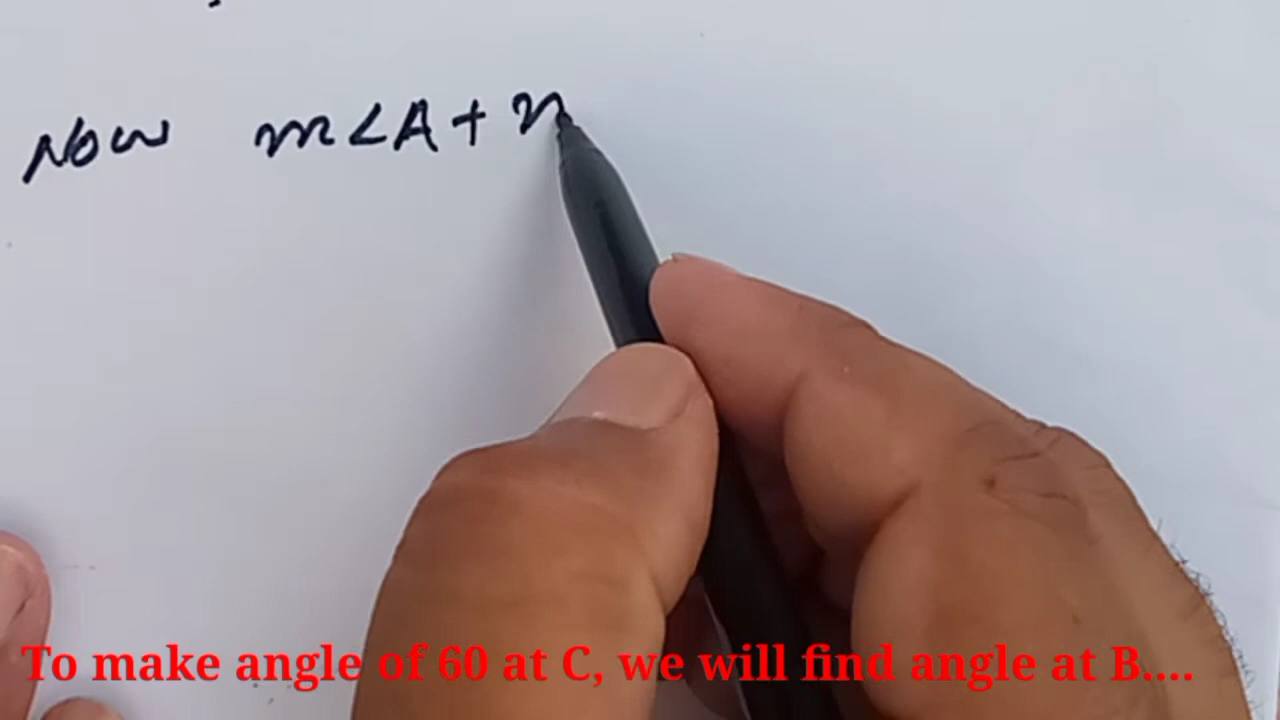 Now m∠A + m
To make angle of 60 at C, we will find angle at B....